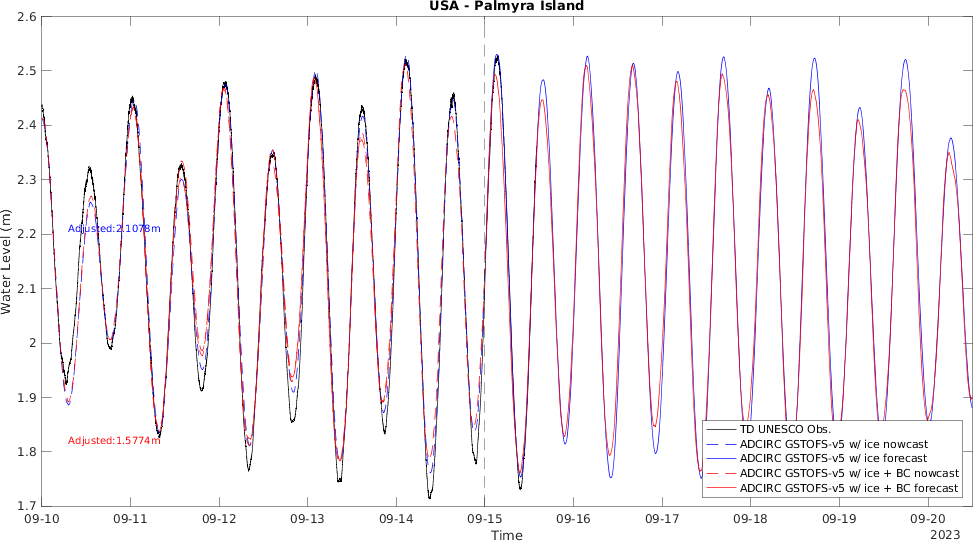 USA - Palmyra Island
2.6
2.5
2.4
2.3
2.2
2.1
2
1.9
1.8
1.7
Water Level (m)
Adjusted:2.1078m
Adjusted:1.5774m
TD UNESCO Obs.
ADCIRC GSTOFS-v5 w/ ice nowcast
ADCIRC GSTOFS-v5 w/ ice forecast
ADCIRC GSTOFS-v5 w/ ice + BC nowcast
ADCIRC GSTOFS-v5 w/ ice + BC forecast
09-10 09-11 09-12 09-13 09-14 09-15 09-16 09-17 09-18 09-19 09-20
Time
2023